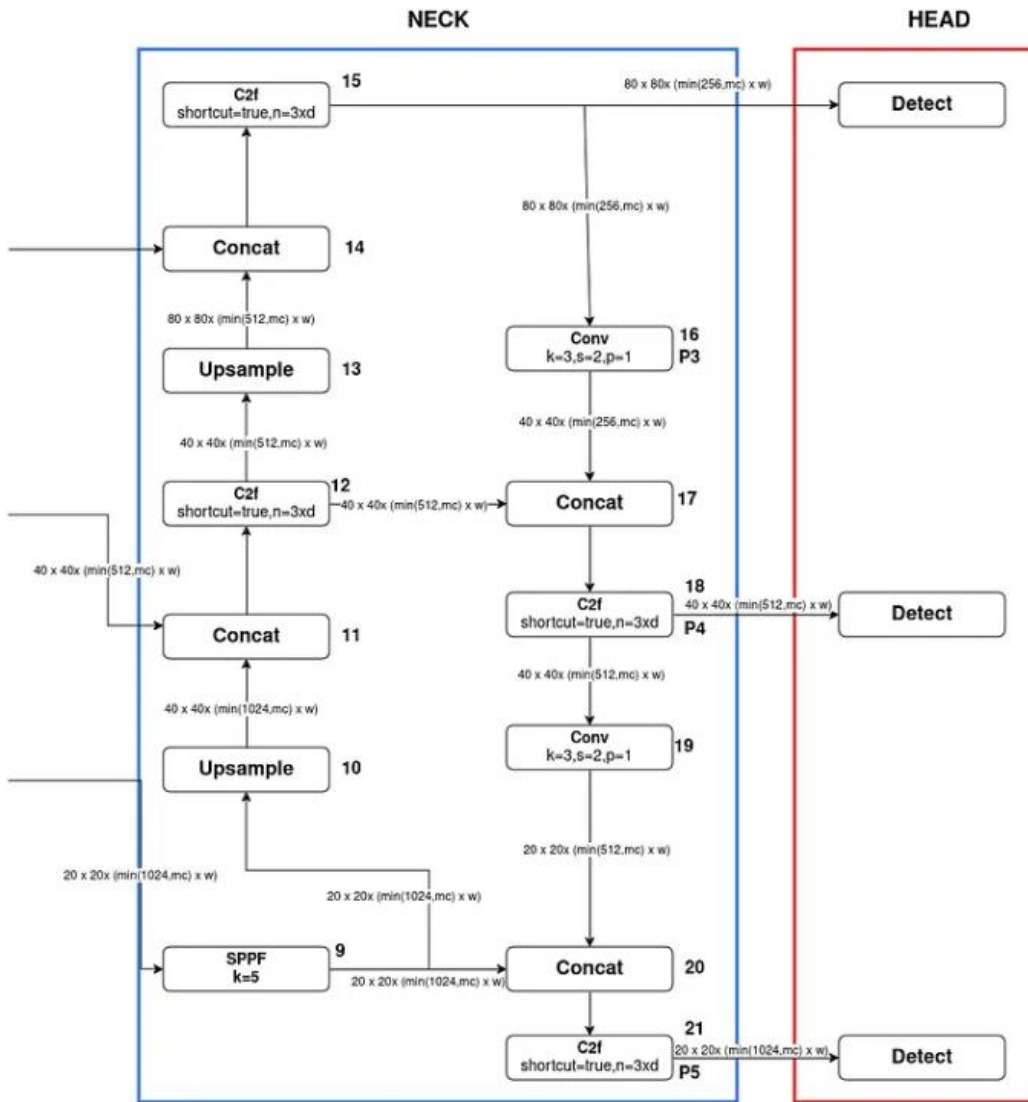 NECK
HEAD
C2f
shortcut=true,n=3xd
15
80 x 80x (min(256,mc) x w)
Detect
80 x 80x (min(256,mc) x w)
Concat
14
80 x 80x (min(512,mc) x w)
Conv
k=3,s=2,p=1
16
P3
Upsample
13
40 x 40x (min(256,mc) x w)
40 x 40x (min(512,mc) x w)
C2f
shortcut=true,n=3xd
12
40 x 40x (min(512,mc) x w)
Concat
17
40 x 40x (min(512,mc) x w)
C2f
shortcut=true,n=3xd
18
P4
40 x 40x (min(512,mc) x w)
Detect
Concat
11
40 x 40x (min(512,mc) x w)
40 x 40x (min(1024,mc) x w)
Conv
k=3,s=2,p=1
19
Upsample
10
20 x 20x (min(512,mc) x w)
20 x 20x (min(1024,mc) x w)
20 x 20x (min(1024,mc) x w)
SPPF
k=5
9
20 x 20x (min(1024,mc) x w)
Concat
20
C2f
shortcut=true,n=3xd
21
P5
20 x 20x (min(1024,mc) x w)
Detect